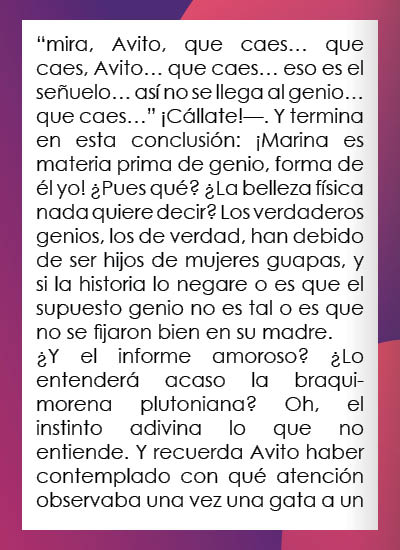 “mira, Avito, que caes… que
caes, Avito… que caes… eso es el
señuelo… así no se llega al genio…
que caes…” ¡Cállate!—. Y termina
en esta conclusión: ¡Marina es
materia prima de genio, forma de
él yo! ¿Pues qué? ¿La belleza física
nada quiere decir? Los verdaderos
genios, los de verdad, han debido
de ser hijos de mujeres guapas, y
si la historia lo negare o es que el
supuesto genio no es tal o es que
no se fijaron bien en su madre.
¿Y el informe amoroso? ¿Lo
entenderá acaso la braqui-
morena plutoniana? Oh, el
instinto adivina lo que no
entiende. Y recuerda Avito haber
contemplado con qué atención
observaba una vez una gata a un